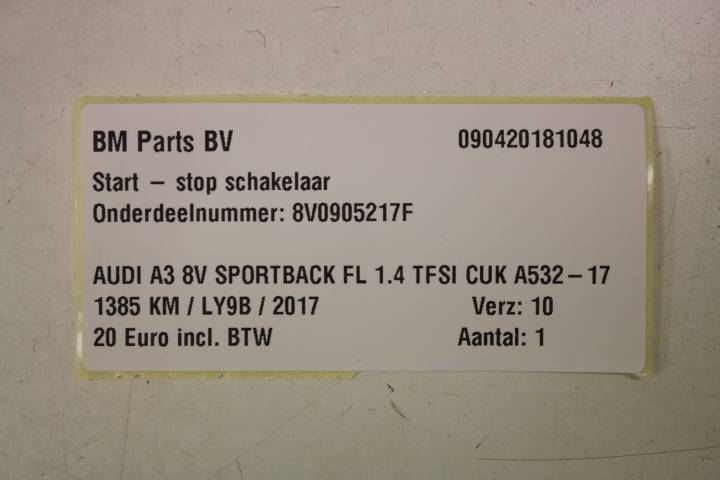 BM Parts BV 090420181048
Start – stop schakelaar
Onderdeelnummer: 8V0905217F
AUDI A3 8V SPORTBACK FL 1.4 TFSI CUK A532 – 17
1385 KM / LY9B / 2017 Verz: 10
20 Euro incl. BTW Aantal: 1